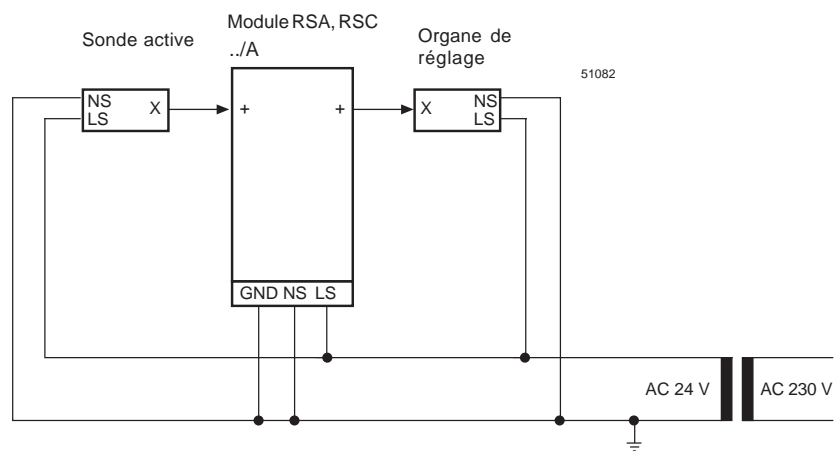 Sonde active
Module RSA, RSC
../A
Organe de
réglage
51082
NS
LS
X
+
+
X
NS
LS
GND NS LS
AC 24 V
AC 230 V